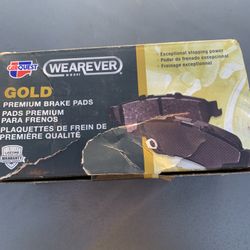 CARQUEST
WEAREVER
GOLD
PREMIUM BRAKE PADS
PADS PREMIUM
PARA FRENOS
PLAQUETTES DE FREIN DE
PREMIÈRE QUALITÉ
Exceptional stopping power
Poder de frenado excepcional
Freinage exceptionnel
WARRANTY